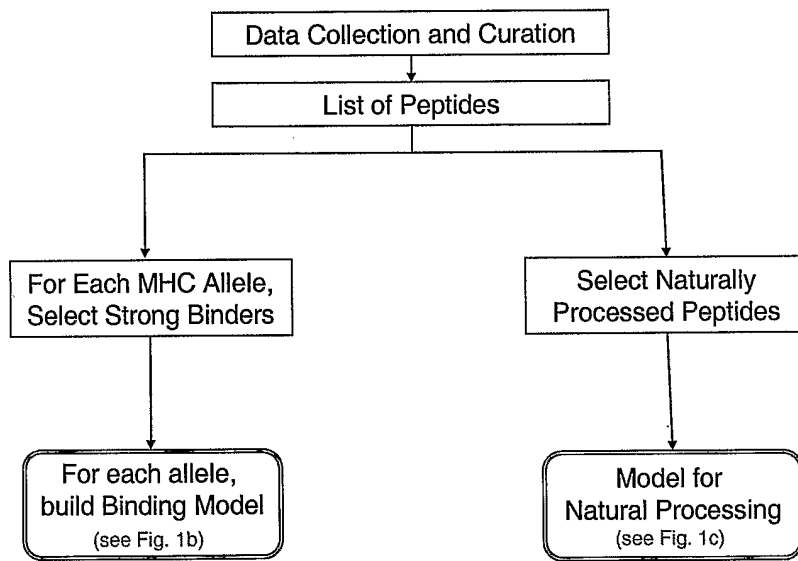 Data Collection and Curation
List of Peptides
For Each MHC Allele,
Select Strong Binders
Select Naturally
Processed Peptides
For each allele,
build Binding Model
(see Fig. 1b)
Model for
Natural Processing
(see Fig. 1c)